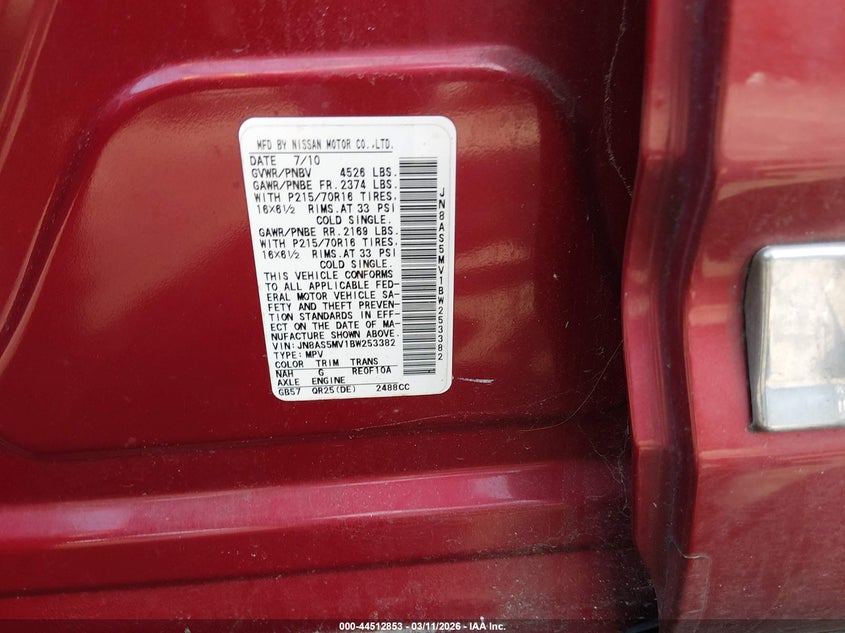 MFD BY NISSAN MOTOR CO.,LTD.
DATE 7/10
GVWR/PNBV 4526 LBS.
GAWR/PNBE FR. 2374 LBS.
WITH P215/70R16 TIRES,
16X6½ RIMS.AT 33 PSI
COLD SINGLE.
GAWR/PNBE RR. 2169 LBS.
WITH P215/70R16 TIRES,
16X6½ RIMS.AT 33 PSI
COLD SINGLE.
THIS VEHICLE CONFORMS
TO ALL APPLICABLE FED-
ERAL MOTOR VEHICLE SA-
FETY AND THEFT PREVEN-
TION STANDARDS IN EFF-
ECT ON THE DATE OF MA-
NUFACTURE SHOWN ABOVE.
VIN:JN8AS5MV1BW253382
TYPE:MPV
COLOR TRIM TRANS
NAH G RE0F10A
AXLE ENGINE
GB57 QR25(DE) 2488CC
JN8AS5MV1BW253382
000-44512853 — 03/11/2026 — IAA Inc.